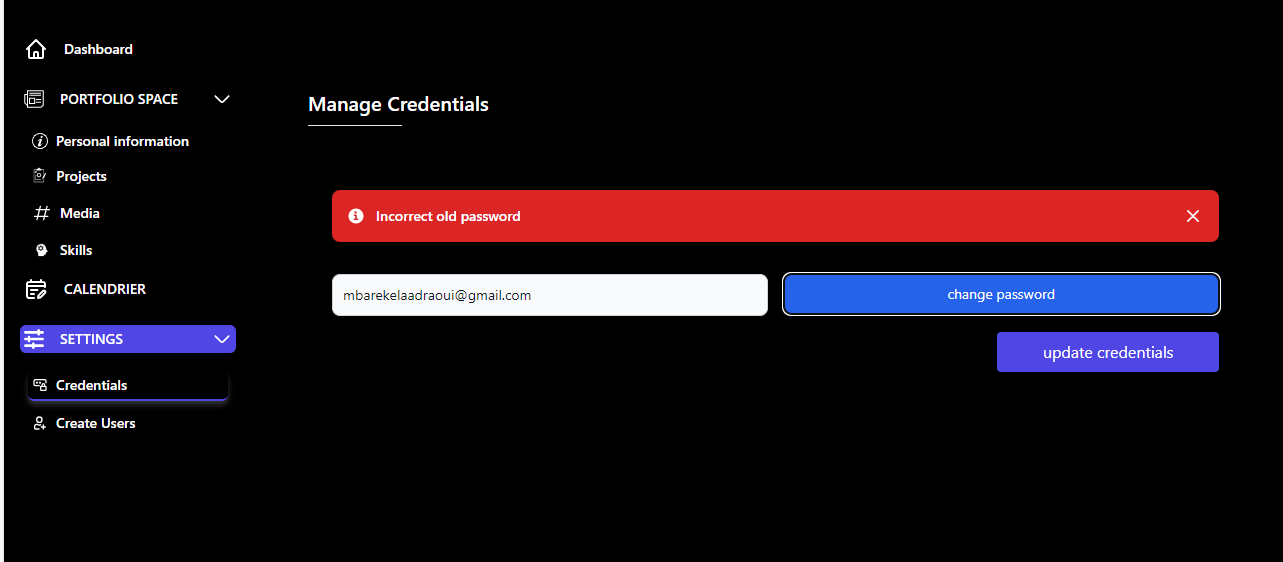 Dashboard
PORTFOLIO SPACE
Personal information
Projects
Media
Skills
CALENDRIER
SETTINGS
Credentials
Create Users
Manage Credentials
Incorrect old password
mbarekelaadraoui@gmail.com
change password
update credentials